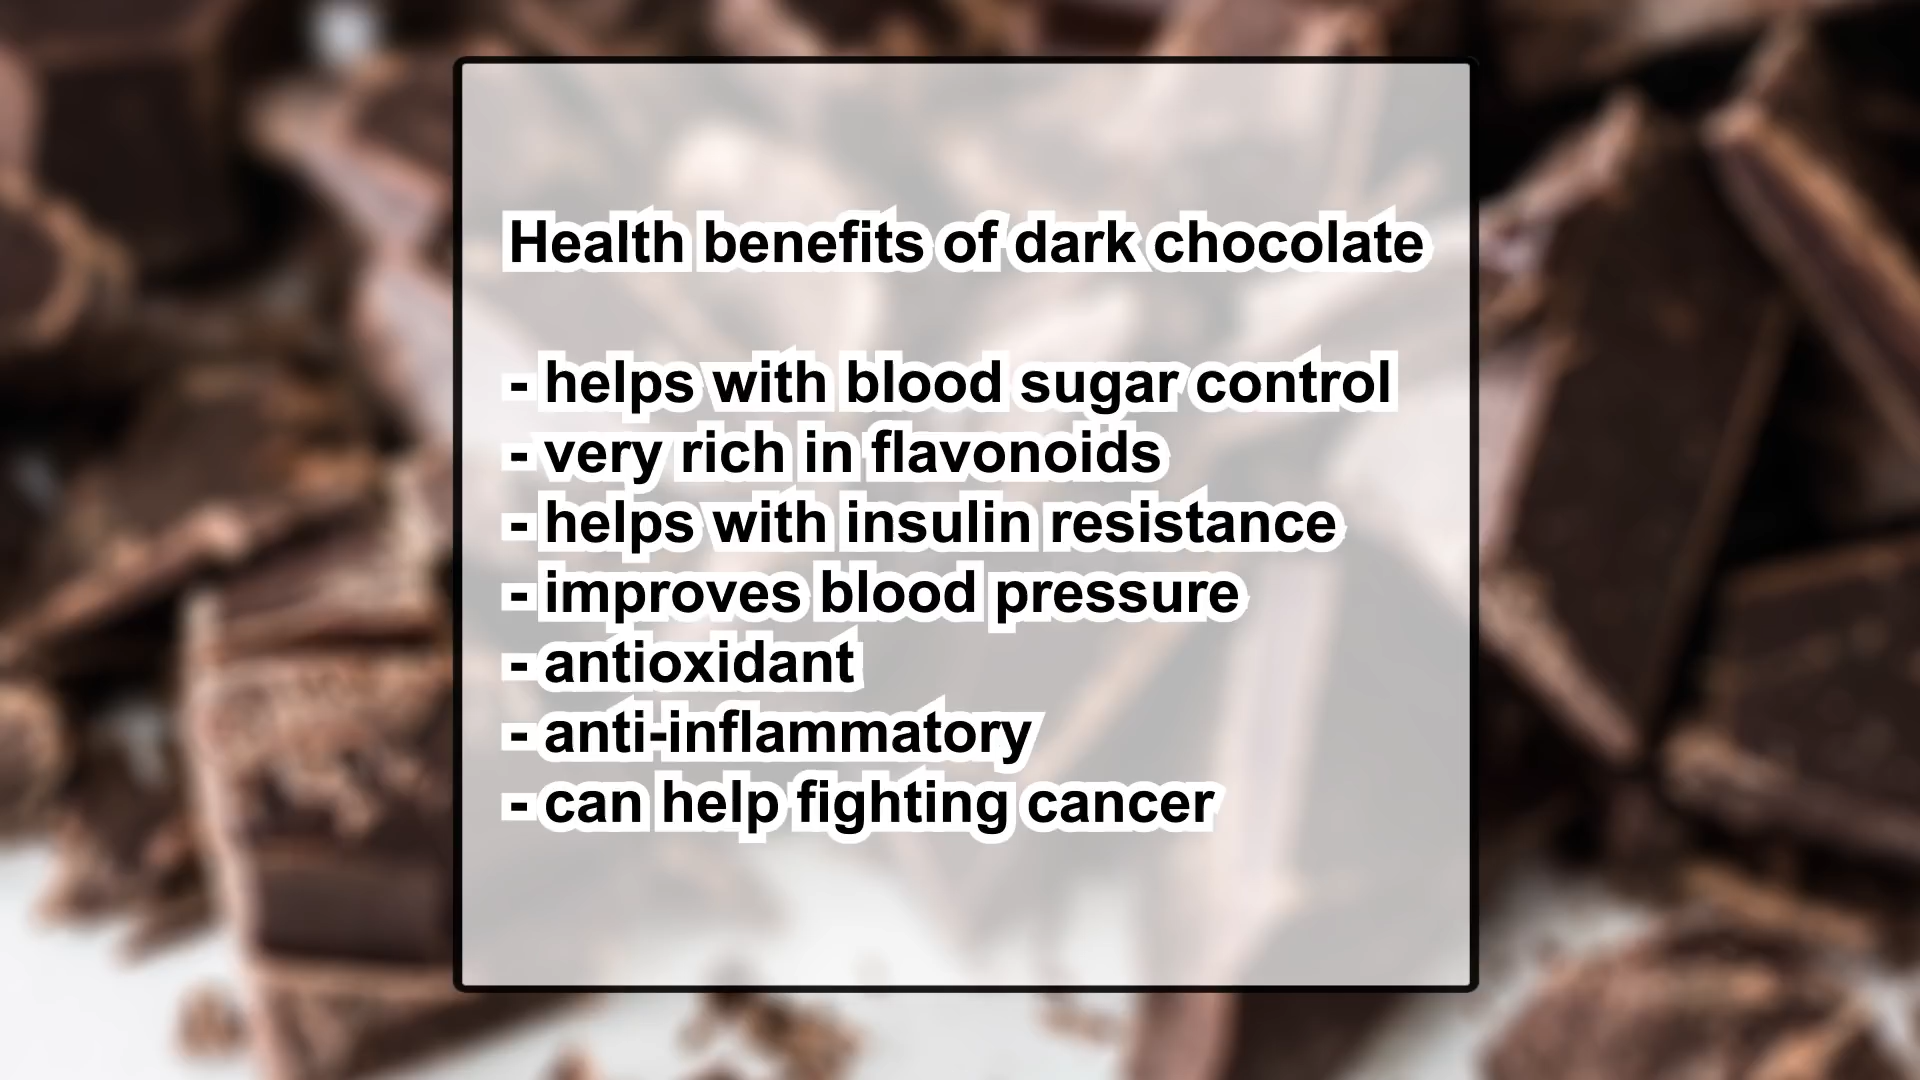 Health benefits of dark chocolate
- helps with blood sugar control
- very rich in flavonoids
- helps with insulin resistance
- improves blood pressure
- antioxidant
- anti-inflammatory
- can help fighting cancer